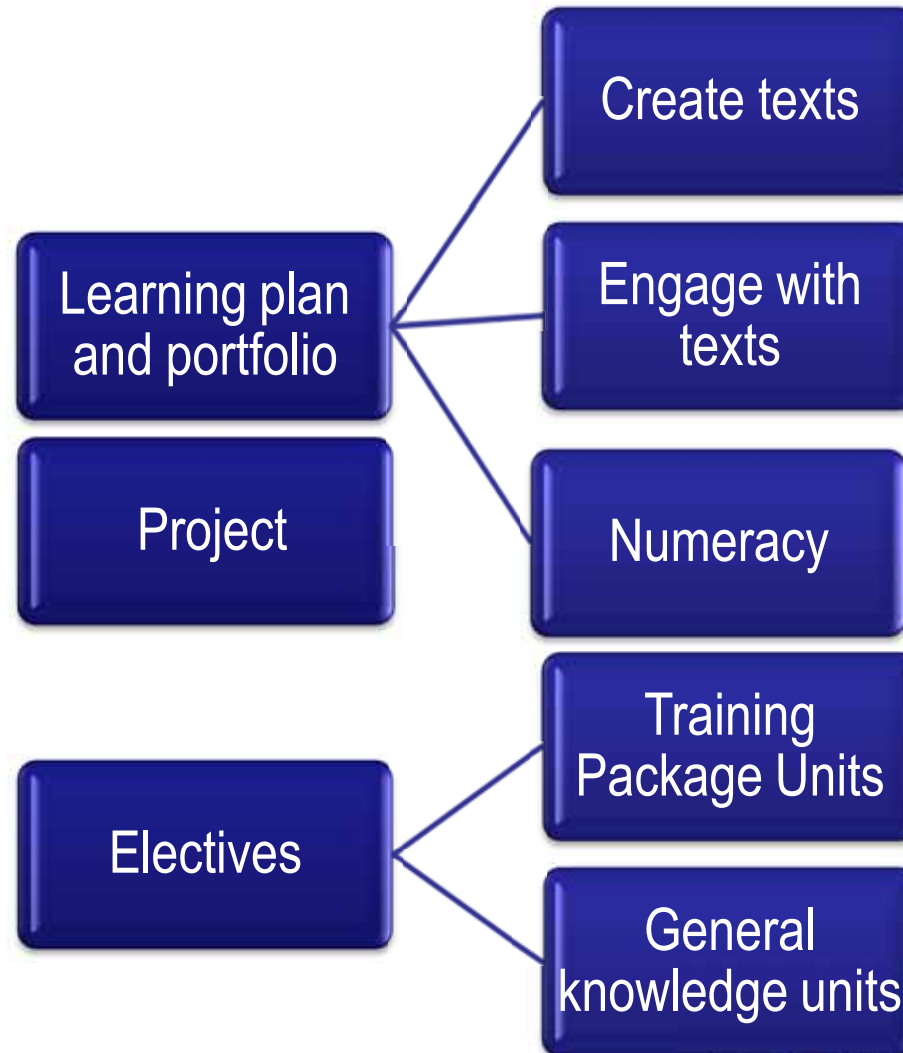 Learning plan
and portfolio
Create texts
Engage with
texts
Numeracy
Project
Electives
Training
Package Units
General
knowledge units